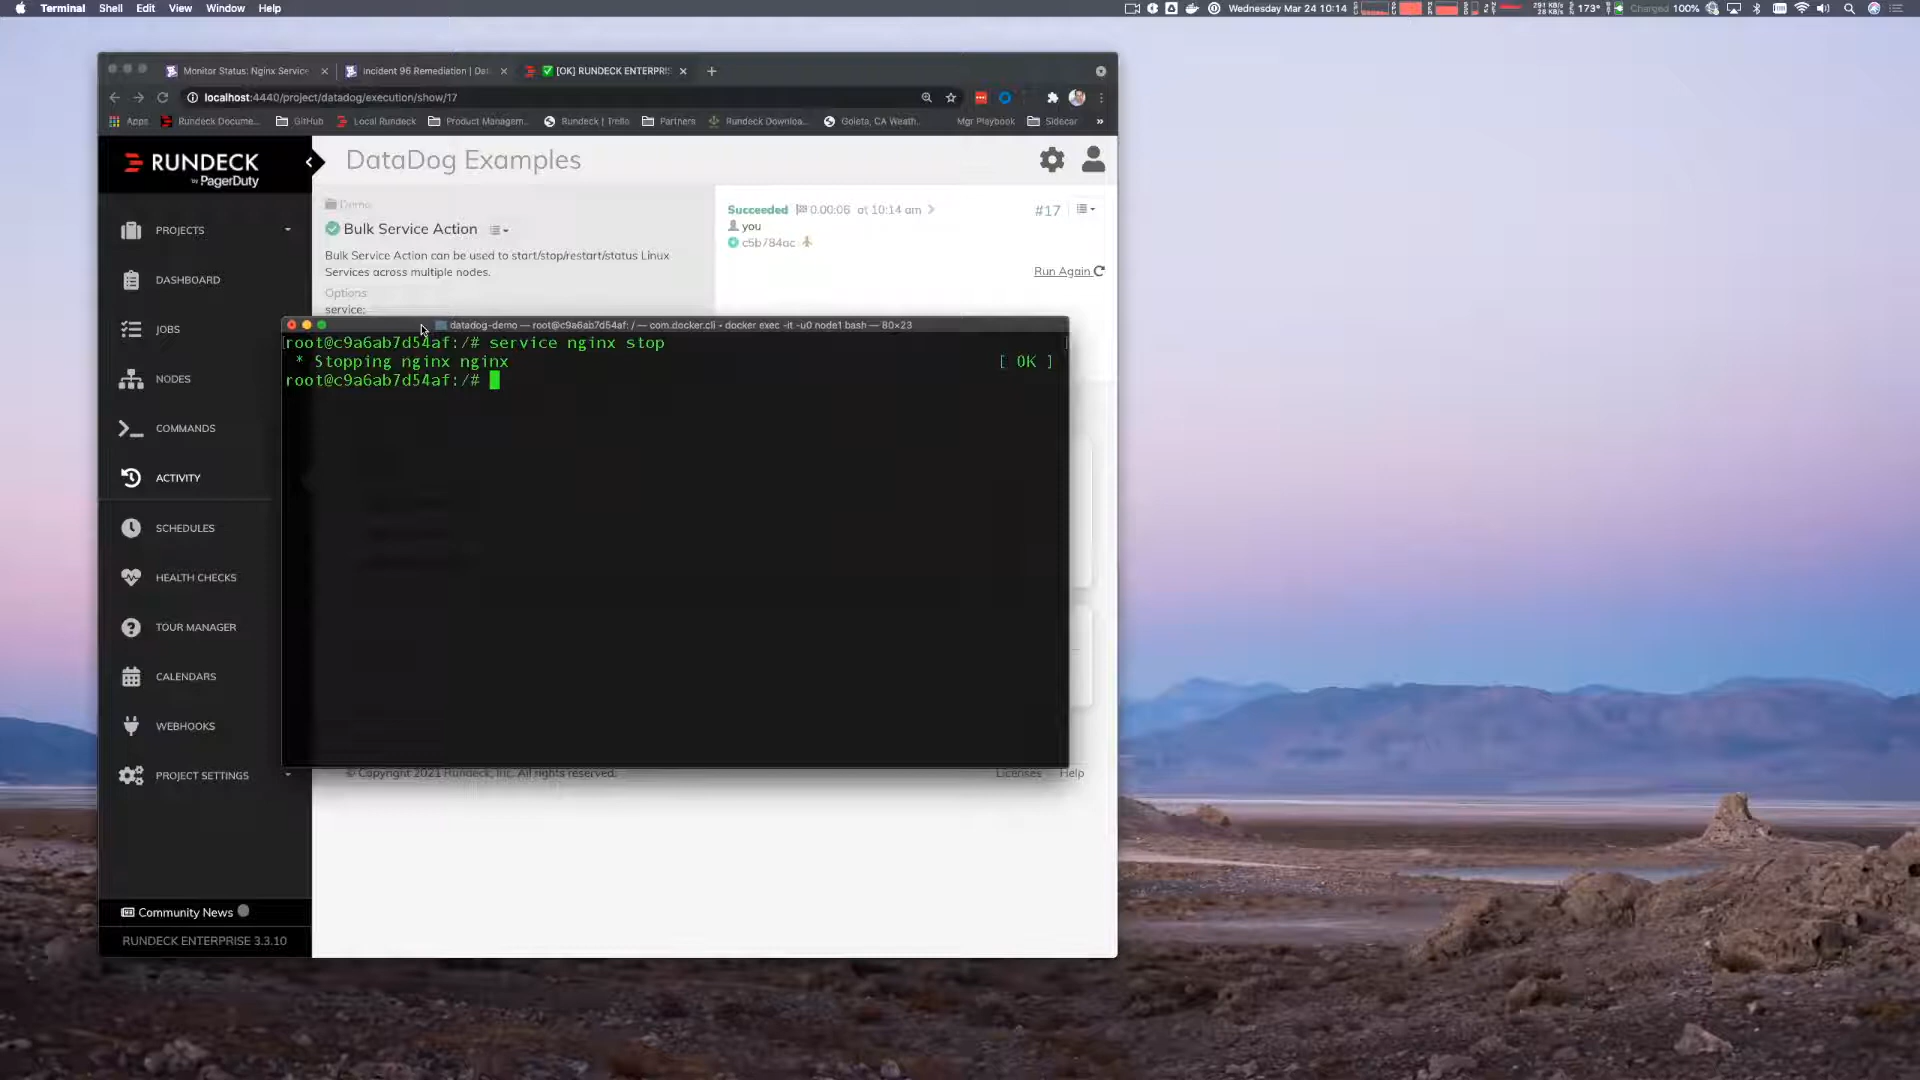 Terminal Shell Edit View Window Help
Wednesday Mar 24 10:14
291 KB/s
28 KB/s
173°
Charged 100%
Monitor Status: Nginx Service
Incident 96 Remediation | Dat
[OK] RUNDECK ENTERPRIS
localhost:4440/project/datadog/execution/show/17
Apps
Rundeck Docume...
GitHub
Local Rundeck
Product Managem...
Rundeck | Trello
Partners
Rundeck Downloa...
Goleta, CA Weath...
Mgr Playbook
Sidecar
»
RUNDECK
by PagerDuty
DataDog Examples
PROJECTS
DASHBOARD
JOBS
NODES
COMMANDS
ACTIVITY
SCHEDULES
HEALTH CHECKS
TOUR MANAGER
CALENDARS
WEBHOOKS
PROJECT SETTINGS
Community News
RUNDECK ENTERPRISE 3.3.10
Demo
Bulk Service Action
Bulk Service Action can be used to start/stop/restart/status Linux
Services across multiple nodes.
Options
service:
Succeeded 0.00:06 at 10:14 am
#17
you
c5b784ac
Run Again
datadog-demo — root@c9a6ab7d54af: / — com.docker.cli ‹ docker exec -it -u0 node1 bash — 80×23
root@c9a6ab7d54af:/# service nginx stop
* Stopping nginx nginx [ OK ]
root@c9a6ab7d54af:/#
© Copyright 2021 Rundeck, Inc. All rights reserved.
Licenses Help